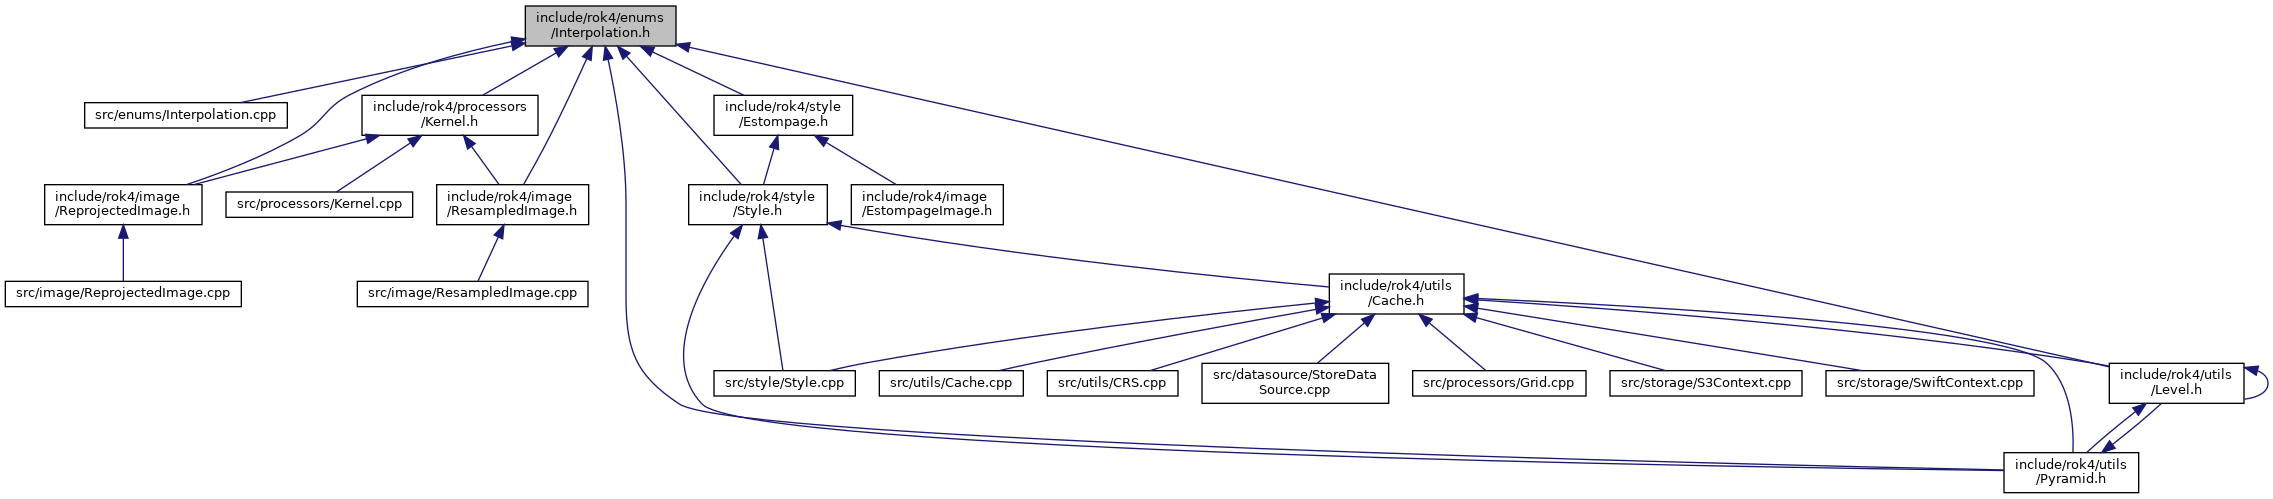 include/rok4/enums
/Interpolation.h
src/enums/Interpolation.cpp
include/rok4/processors
/Kernel.h
include/rok4/style
/Estompage.h
include/rok4/image
/ReprojectedImage.h
src/processors/Kernel.cpp
include/rok4/image
/ResampledImage.h
include/rok4/style
/Style.h
include/rok4/image
/EstompageImage.h
src/image/ReprojectedImage.cpp
src/image/ResampledImage.cpp
include/rok4/utils
/Cache.h
src/style/Style.cpp
src/utils/Cache.cpp
src/utils/CRS.cpp
src/datasource/StoreData
Source.cpp
src/processors/Grid.cpp
src/storage/S3Context.cpp
src/storage/SwiftContext.cpp
include/rok4/utils
/Level.h
include/rok4/utils
/Pyramid.h